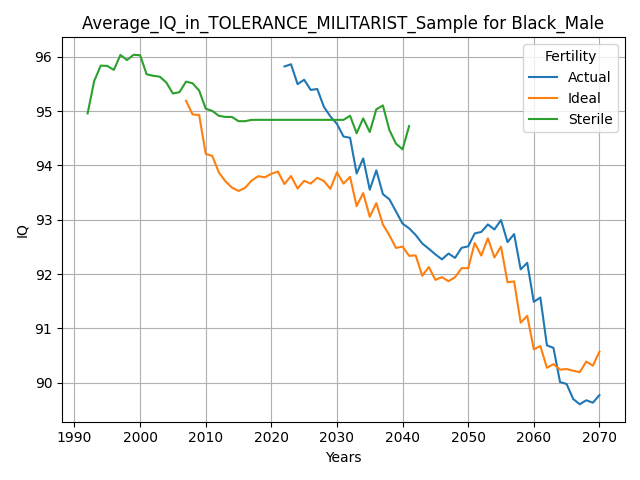 Average_IQ_in_TOLERANCE_MILITARIST_Sample for Black_Male
Fertility
Actual
Ideal
Sterile
IQ
96
95
94
93
92
91
90
1990 2000 2010 2020 2030 2040 2050 2060 2070
Years